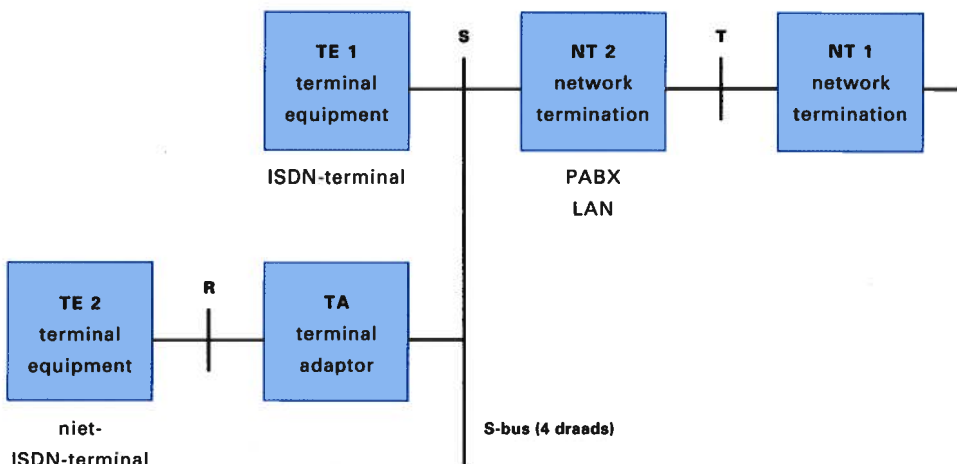 S
T
TE 1
terminal
equipment
NT 2
network
termination
NT 1
network
termination
ISDN-terminal
PABX
LAN
R
TE 2
terminal
equipment
TA
terminal
adaptor
niet-
ISDN-terminal
S-bus (4 draads)